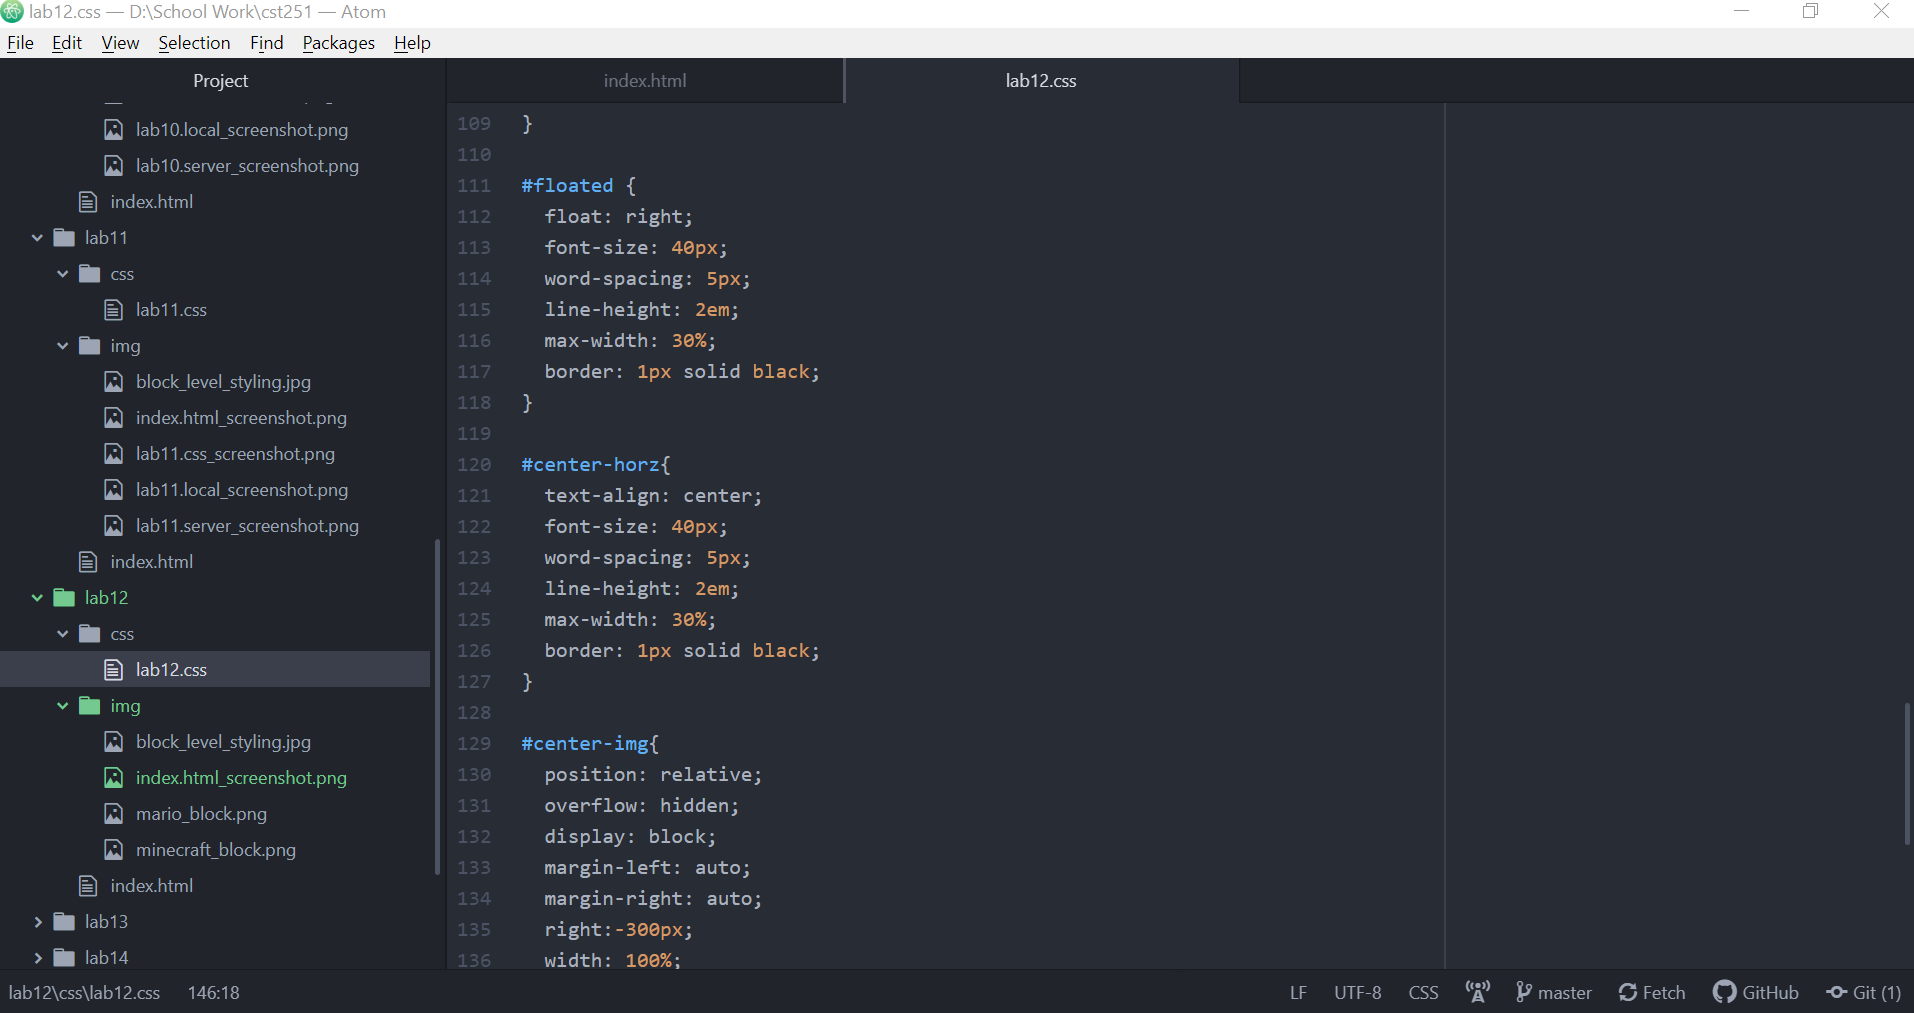 lab12.css — D:\School Work\cst251 — Atom
File Edit View Selection Find Packages Help
Project
lab10.local_screenshot.png
lab10.server_screenshot.png
index.html
lab11
css
lab11.css
img
block_level_styling.jpg
index.html_screenshot.png
lab11.css_screenshot.png
lab11.local_screenshot.png
lab11.server_screenshot.png
index.html
lab12
css
lab12.css
img
block_level_styling.jpg
index.html_screenshot.png
mario_block.png
minecraft_block.png
index.html
lab13
lab14
index.html
lab12.css
109 }
110
111 #floated {
112 float: right;
113 font-size: 40px;
114 word-spacing: 5px;
115 line-height: 2em;
116 max-width: 30%;
117 border: 1px solid black;
118 }
119
120 #center-horz{
121 text-align: center;
122 font-size: 40px;
123 word-spacing: 5px;
124 line-height: 2em;
125 max-width: 30%;
126 border: 1px solid black;
127 }
128
129 #center-img{
130 position: relative;
131 overflow: hidden;
132 display: block;
133 margin-left: auto;
134 margin-right: auto;
135 right:-300px;
136 width: 100%;
lab12\css\lab12.css 146:18 LF UTF-8 CSS master Fetch GitHub Git (1)